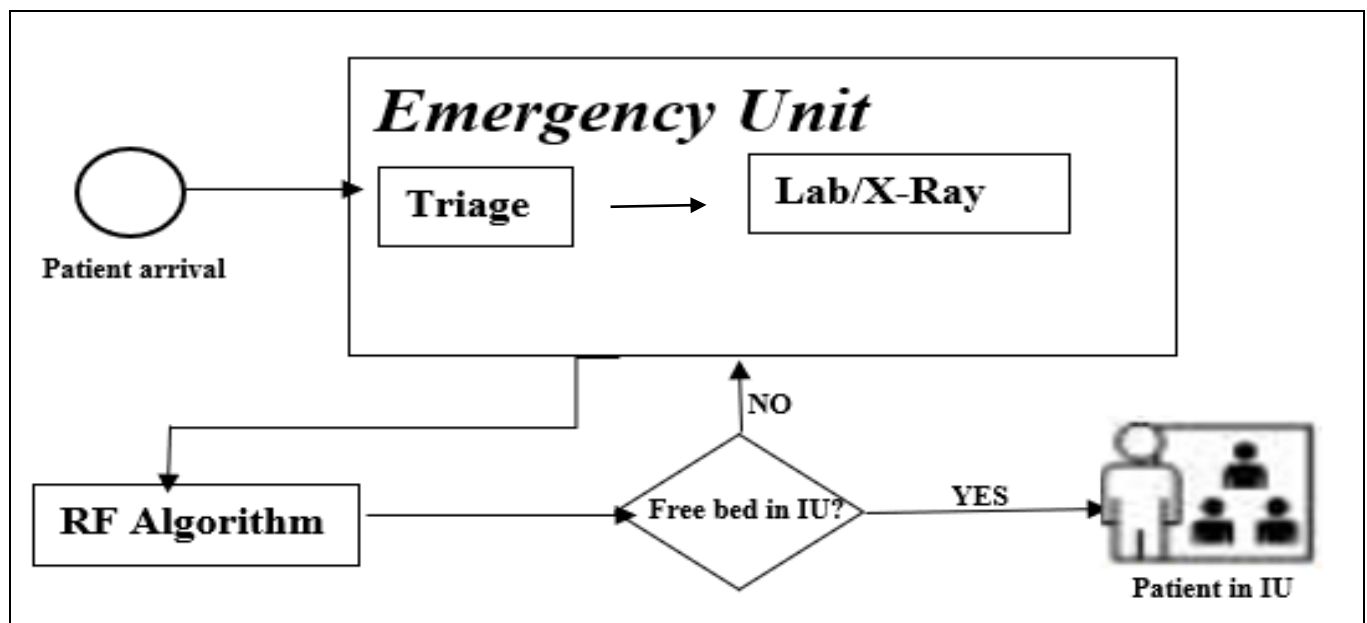 Emergency Unit
Triage
Lab/X-Ray
Patient arrival
NO
RF Algorithm
Free bed in IU?
YES
Patient in IU